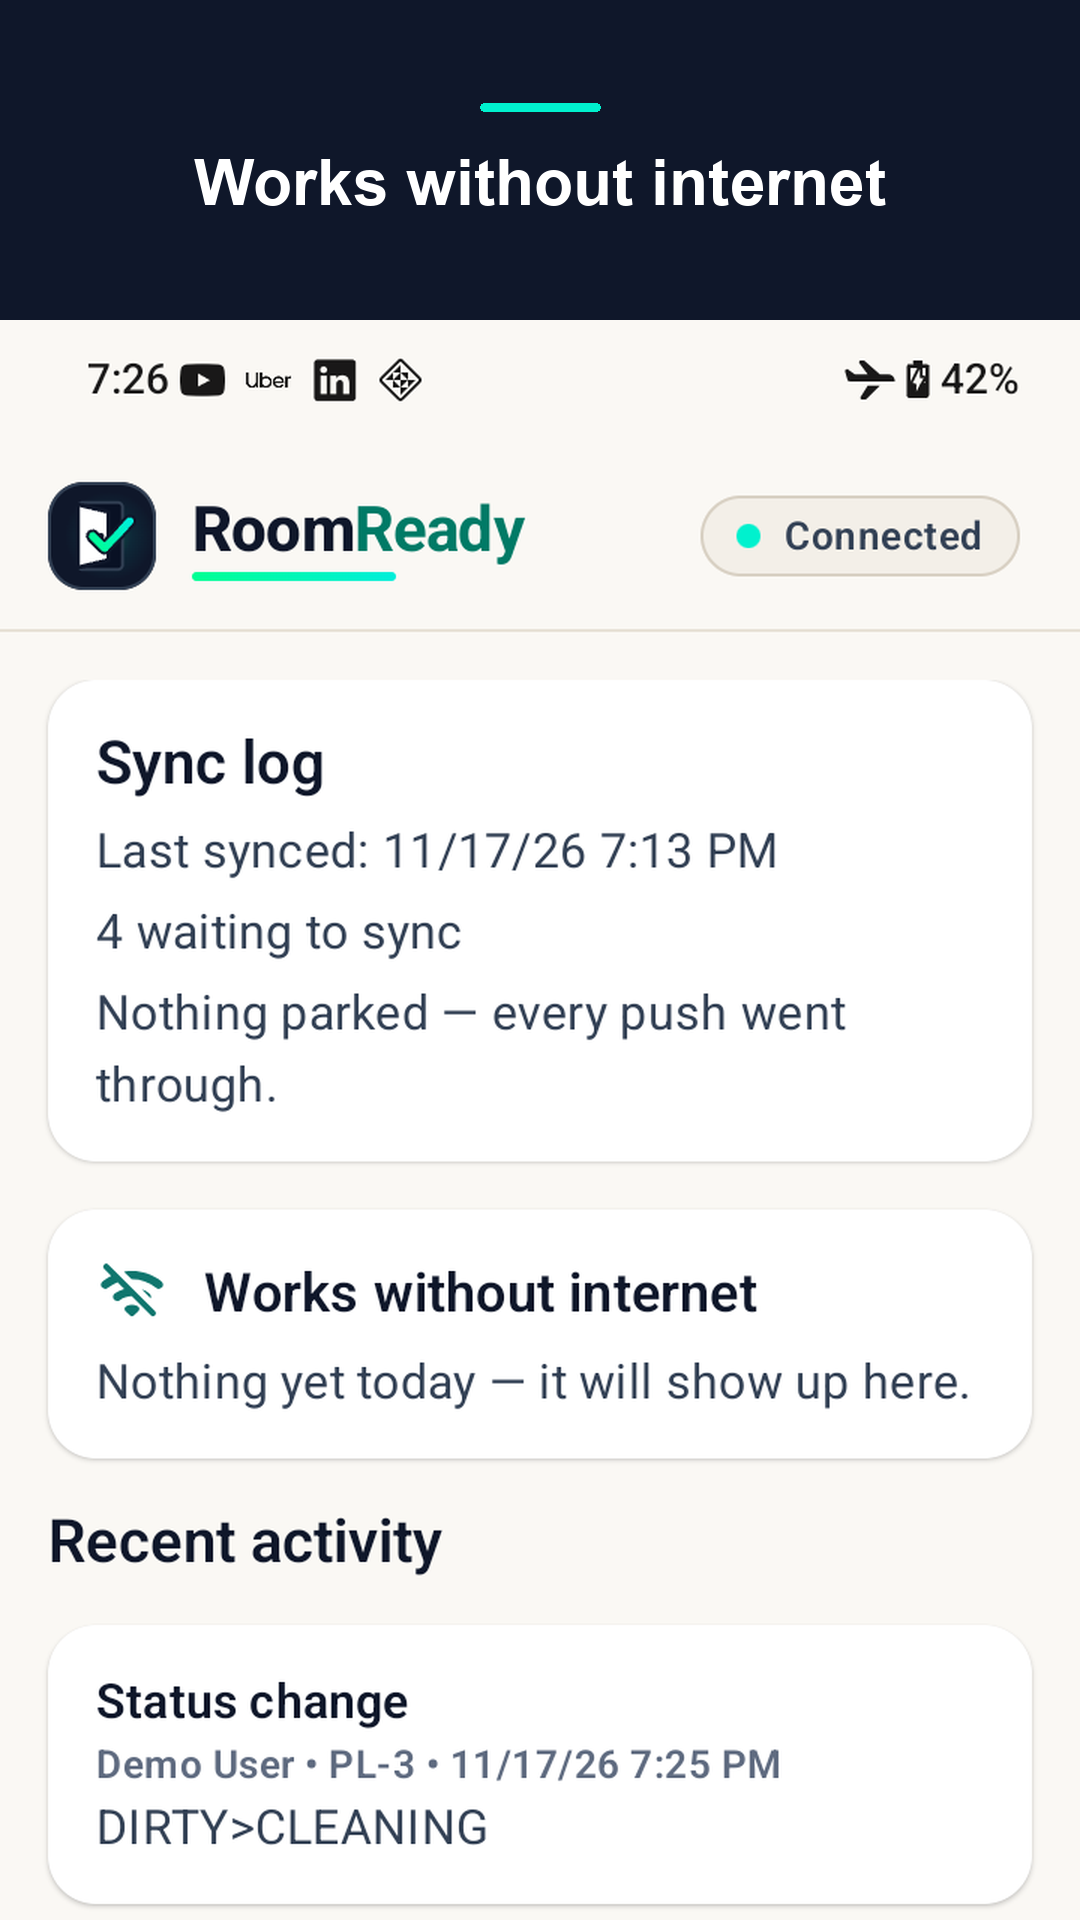 Works without internet
7:26 Uber in 42%
RoomReady
Connected
Sync log
Last synced: 11/17/26 7:13 PM
4 waiting to sync
Nothing parked — every push went
through.
Works without internet
Nothing yet today — it will show up here.
Recent activity
Status change
Demo User • PL-3 • 11/17/26 7:25 PM
DIRTY>CLEANING